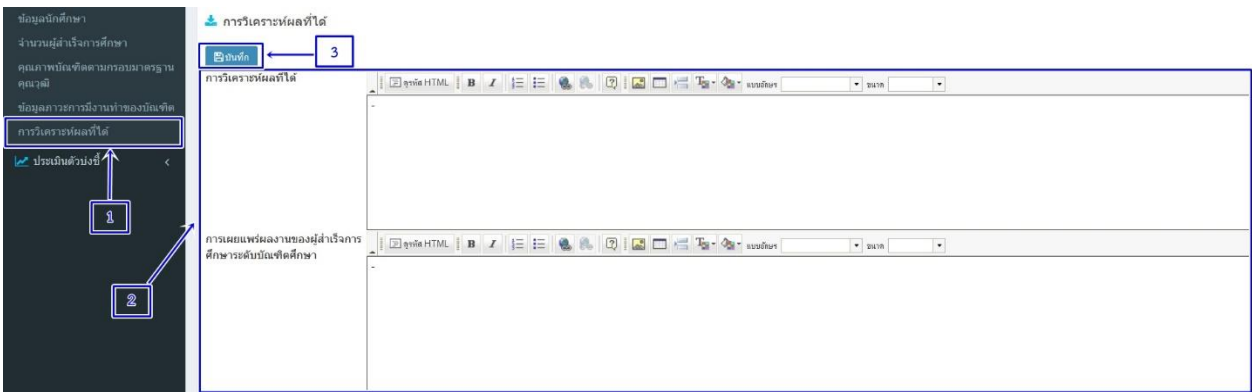 ข้อมูลนักศึกษา
จำนวนผู้สำเร็จการศึกษา
คุณภาพบัณฑิตตามกรอบมาตรฐาน
คุณวุฒิ
ข้อมูลภาวะการมีงานทำของบัณฑิต
การวิเคราะห์ผลที่ได้
ประเมินตัวบ่งชี้
1
2
การวิเคราะห์ผลที่ได้
บันทึก
3
การวิเคราะห์ผลที่ได้
ดูรหัส HTML B I แบบอักษร ขนาด
-
การเผยแพร่ผลงานของผู้สำเร็จการ
ศึกษาระดับบัณฑิตศึกษา
ดูรหัส HTML B I แบบอักษร ขนาด
-